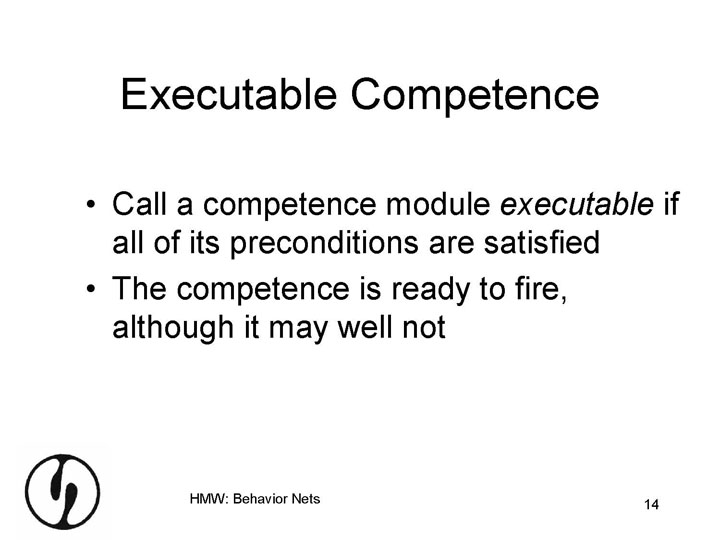 Executable Competence
• Call a competence module executable if
all of its preconditions are satisfied
• The competence is ready to fire,
although it may well not
HMW: Behavior Nets
14